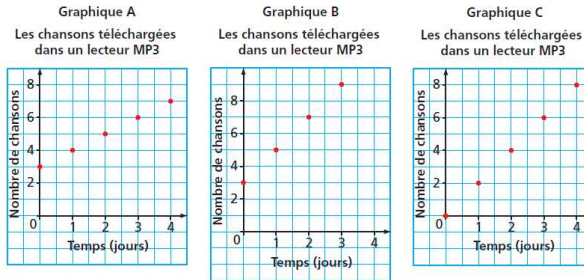 Graphique A
Les chansons téléchargées
dans un lecteur MP3
Nombre de chansons
8
6
4
2
0
1
2
3
4
Temps (jours)
Graphique B
Les chansons téléchargées
dans un lecteur MP3
Nombre de chansons
8
6
4
2
0
1
2
3
4
Temps (jours)
Graphique C
Les chansons téléchargées
dans un lecteur MP3
Nombre de chansons
8
6
4
2
0
1
2
3
4
Temps (jours)